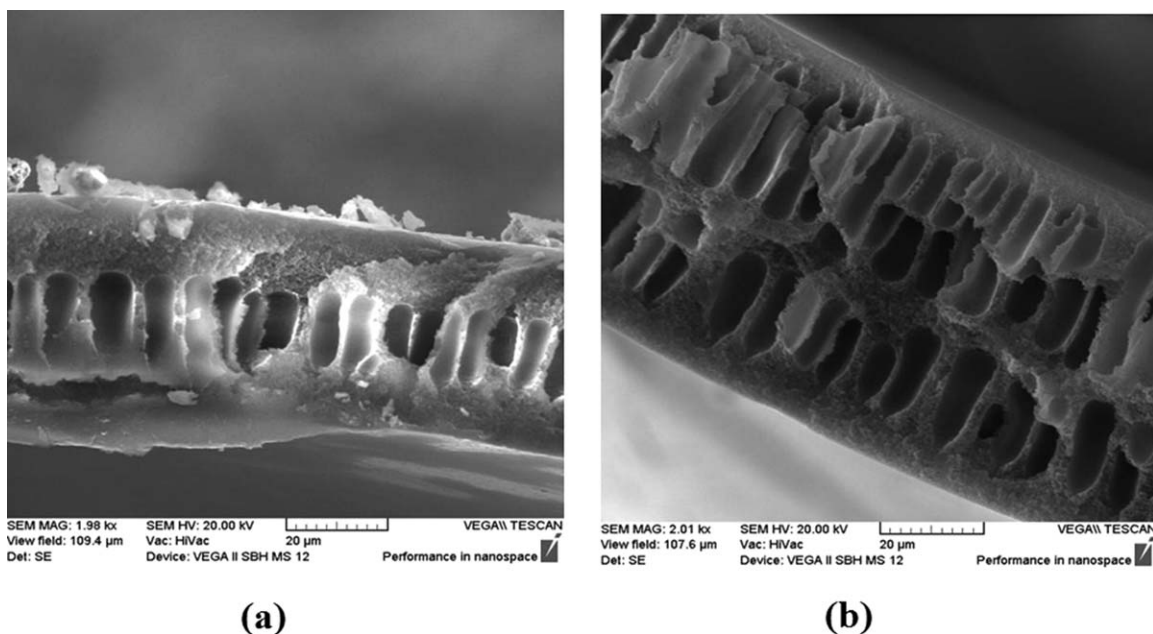 SEM MAG: 1.98 kx SEM HV: 20.00 kV VEGA\\ TESCAN
View field: 109.4 µm Vac: HiVac 20 µm
Det: SE Device: VEGA II SBH MS 12 Performance in nanospace
(a)
SEM MAG: 2.01 kx SEM HV: 20.00 kV VEGA\\ TESCAN
View field: 107.6 µm Vac: HiVac 20 µm
Det: SE Device: VEGA II SBH MS 12 Performance in nanospace
(b)